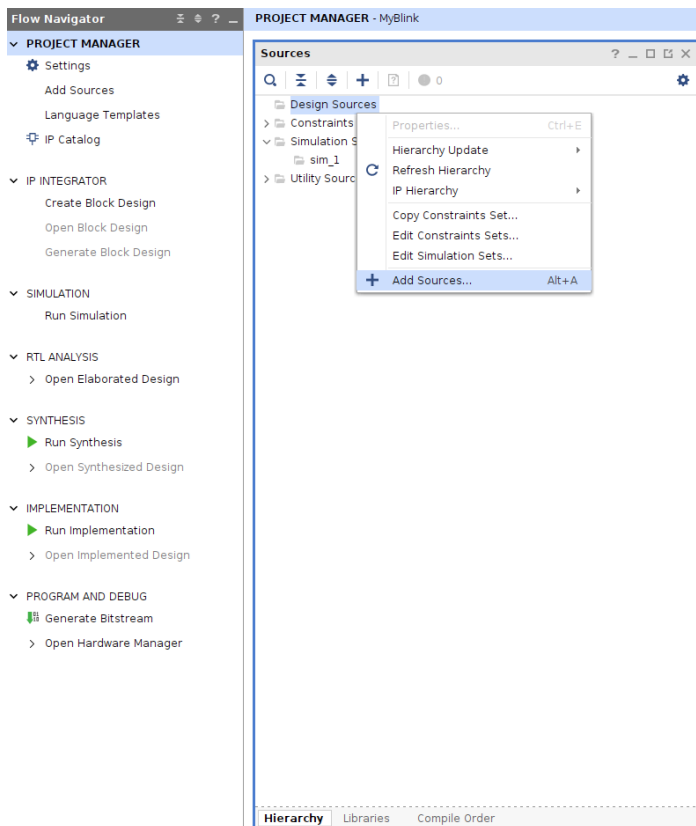 Flow Navigator ?
PROJECT MANAGER - MyBlink
PROJECT MANAGER
Settings
Add Sources
Language Templates
IP Catalog
IP INTEGRATOR
Create Block Design
Open Block Design
Generate Block Design
SIMULATION
Run Simulation
RTL ANALYSIS
Open Elaborated Design
SYNTHESIS
Run Synthesis
Open Synthesized Design
IMPLEMENTATION
Run Implementation
Open Implemented Design
PROGRAM AND DEBUG
Generate Bitstream
Open Hardware Manager
Sources ?
? 0
Design Sources
Constraints
Simulation S
sim_1
Utility Sourc
Properties... Ctrl+E
Hierarchy Update
Refresh Hierarchy
IP Hierarchy
Copy Constraints Set...
Edit Constraints Sets...
Edit Simulation Sets...
Add Sources... Alt+A
Hierarchy Libraries Compile Order